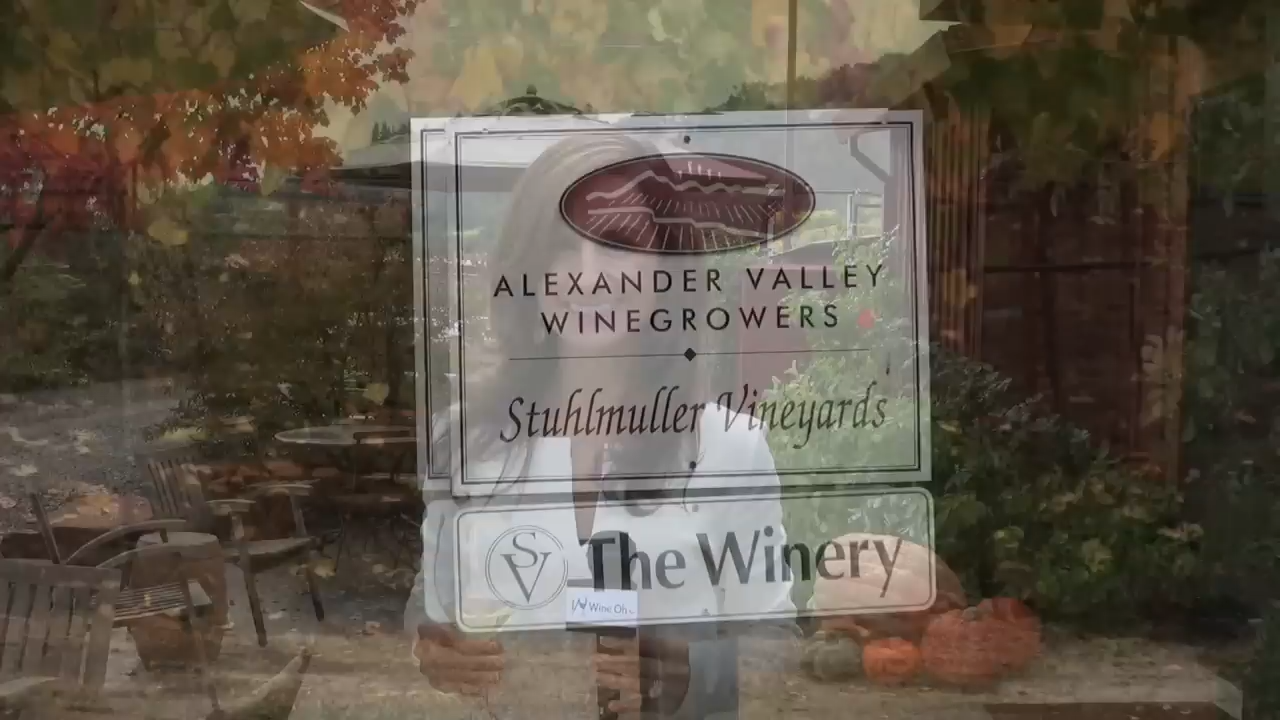 ALEXANDER VALLEY
WINEGROWERS
Stuhlmuller Vineyards
SV The Winery
Wine Oh